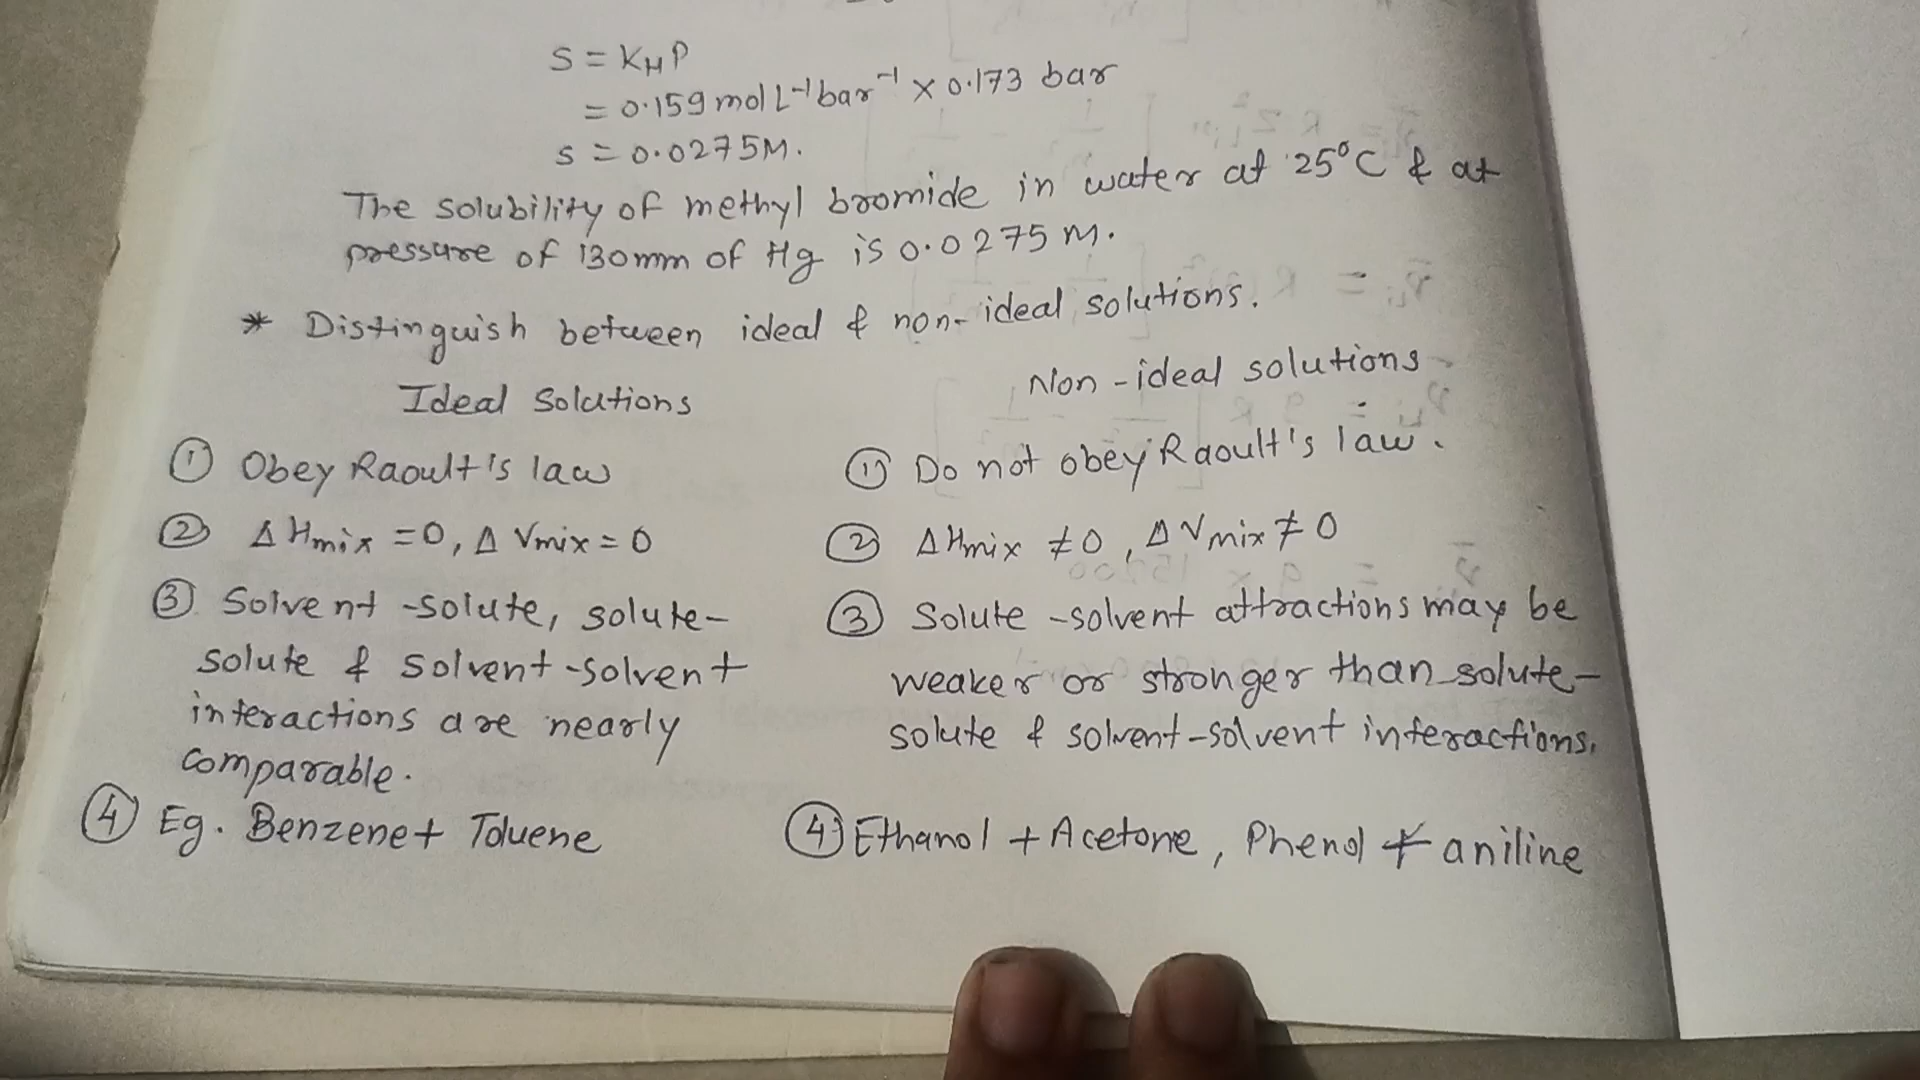 S = KHP
= 0.159 mol L⁻¹ bar⁻¹ × 0.173 bar
S = 0.0275M.
The solubility of methyl bromide in water at 25°C & at
pressure of 130mm of Hg is 0.0275 M.
* Distinguish between ideal & non-ideal solutions.
Ideal Solutions
Non-ideal solutions
① Obey Raoult's law
① Do not obey Raoult's law.
② ΔHmix = 0, ΔVmix = 0
② ΔHmix ≠ 0, ΔVmix ≠ 0
③ Solvent-solute, solute-
solute & solvent-solvent
interactions are nearly
comparable.
③ Solute-solvent attractions may be
weaker or stronger than solute-
solute & solvent-solvent interactions.
④ Eg. Benzene + Toluene
④ Ethanol + Acetone, Phenol + aniline